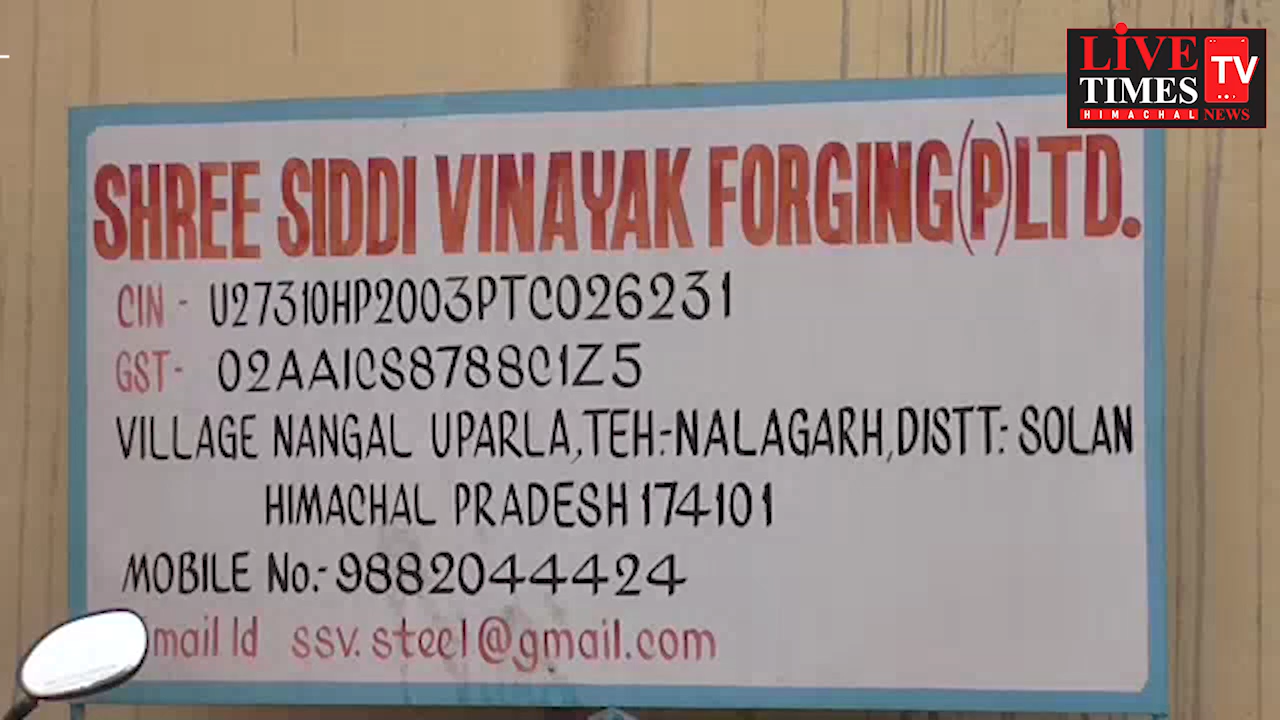 LiVE
TIMES TV
HIMACHAL NEWS
SHREE SIDDI VINAYAK FORGING(P)LTD.
CIN - U27310HP2003PTC026231
GST- 02AAICS8788C1Z5
VILLAGE NANGAL UPARLA,TEH:-NALAGARH,DISTT:- SOLAN
HIMACHAL PRADESH 174101
MOBILE No:- 9882044424
mail Id ssv.steel@gmail.com